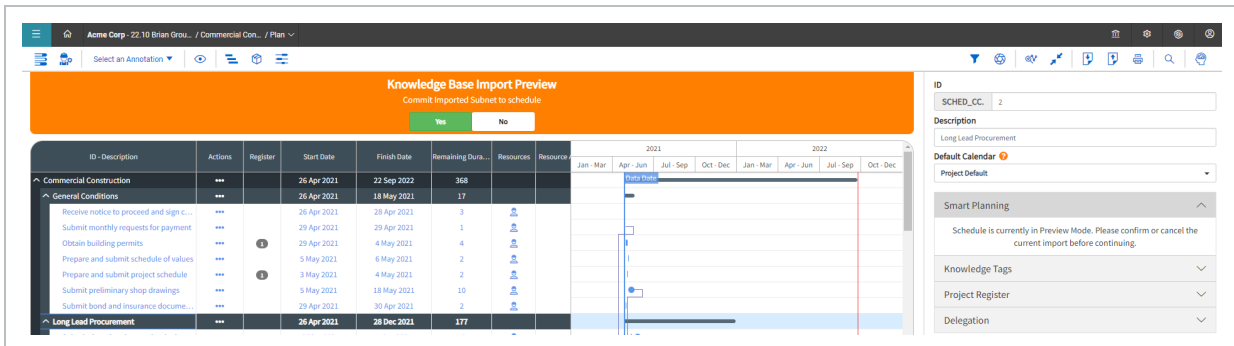 Acme Corp - 22.10 Brian Grou... / Commercial Con... / Plan
Select an Annotation
Knowledge Base Import Preview
Commit Imported Subnet to schedule
Yes No
ID - Description Actions Register Start Date Finish Date Remaining Dura... Resources Resource A
2021 2022
Jan - Mar Apr - Jun Jul - Sep Oct - Dec Jan - Mar Apr - Jun Jul - Sep Oct - Dec
Commercial Construction ••• 26 Apr 2021 22 Sep 2022 368 Data Date
General Conditions ••• 26 Apr 2021 18 May 2021 17
Receive notice to proceed and sign c... ••• 26 Apr 2021 28 Apr 2021 3
Submit monthly requests for payment ••• 29 Apr 2021 29 Apr 2021 1
Obtain building permits ••• 1 29 Apr 2021 4 May 2021 4
Prepare and submit schedule of values ••• 5 May 2021 6 May 2021 2
Prepare and submit project schedule ••• 1 3 May 2021 4 May 2021 2
Submit preliminary shop drawings ••• 5 May 2021 18 May 2021 10
Submit bond and insurance docume... ••• 29 Apr 2021 30 Apr 2021 2
Long Lead Procurement ••• 26 Apr 2021 28 Dec 2021 177
ID
SCHED_CC. 2
Description
Long Lead Procurement
Default Calendar
Project Default
Smart Planning
Schedule is currently in Preview Mode. Please confirm or cancel the
current import before continuing.
Knowledge Tags
Project Register
Delegation